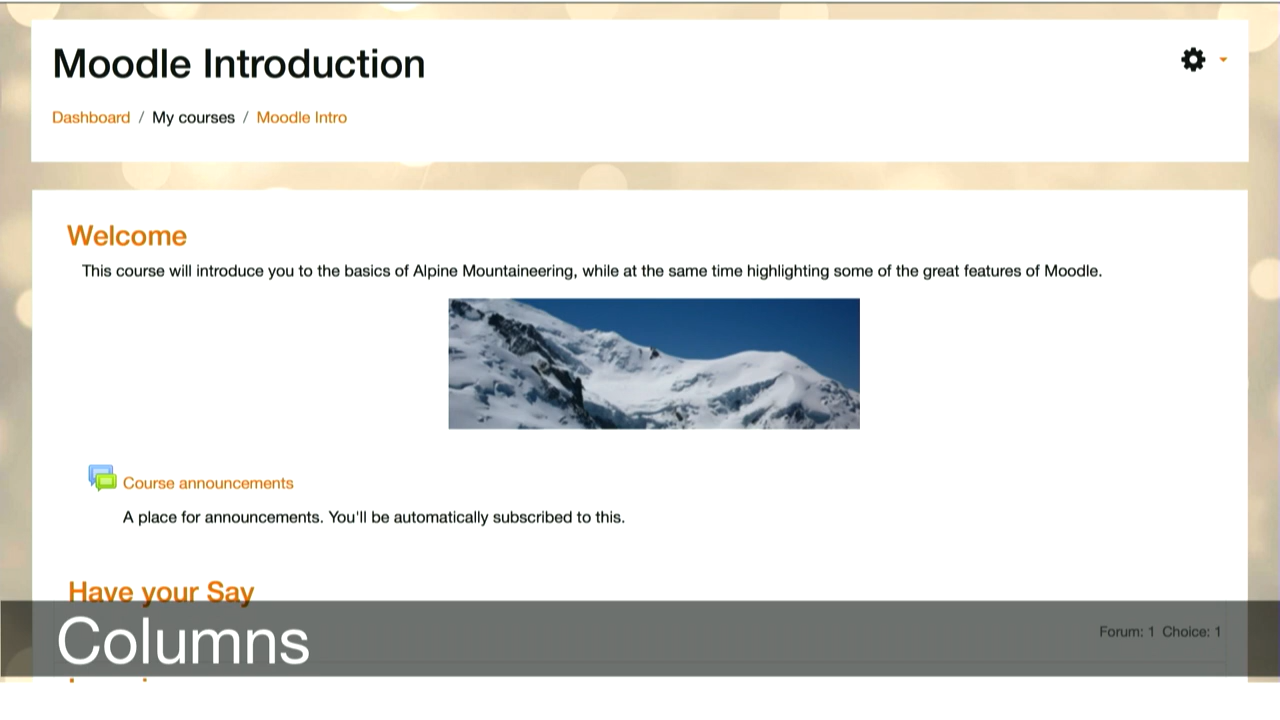 Moodle Introduction
Dashboard / My courses / Moodle Intro
Welcome
This course will introduce you to the basics of Alpine Mountaineering, while at the same time highlighting some of the great features of Moodle.
Course announcements
A place for announcements. You'll be automatically subscribed to this.
Have your Say
Columns
Forum: 1 Choice: 1